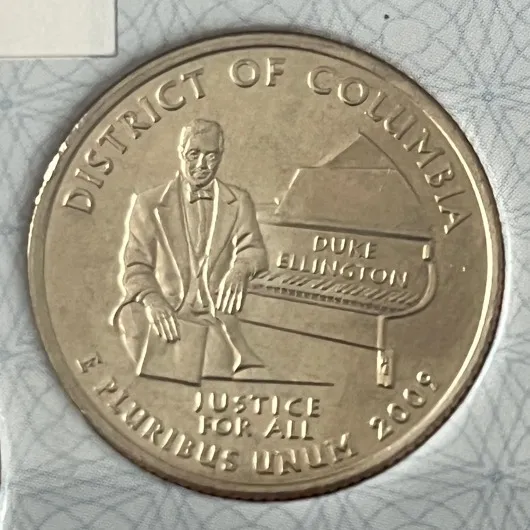 DISTRICT OF COLUMBIA
DUKE
ELLINGTON
JUSTICE
FOR ALL
E PLURIBUS UNUM 2009